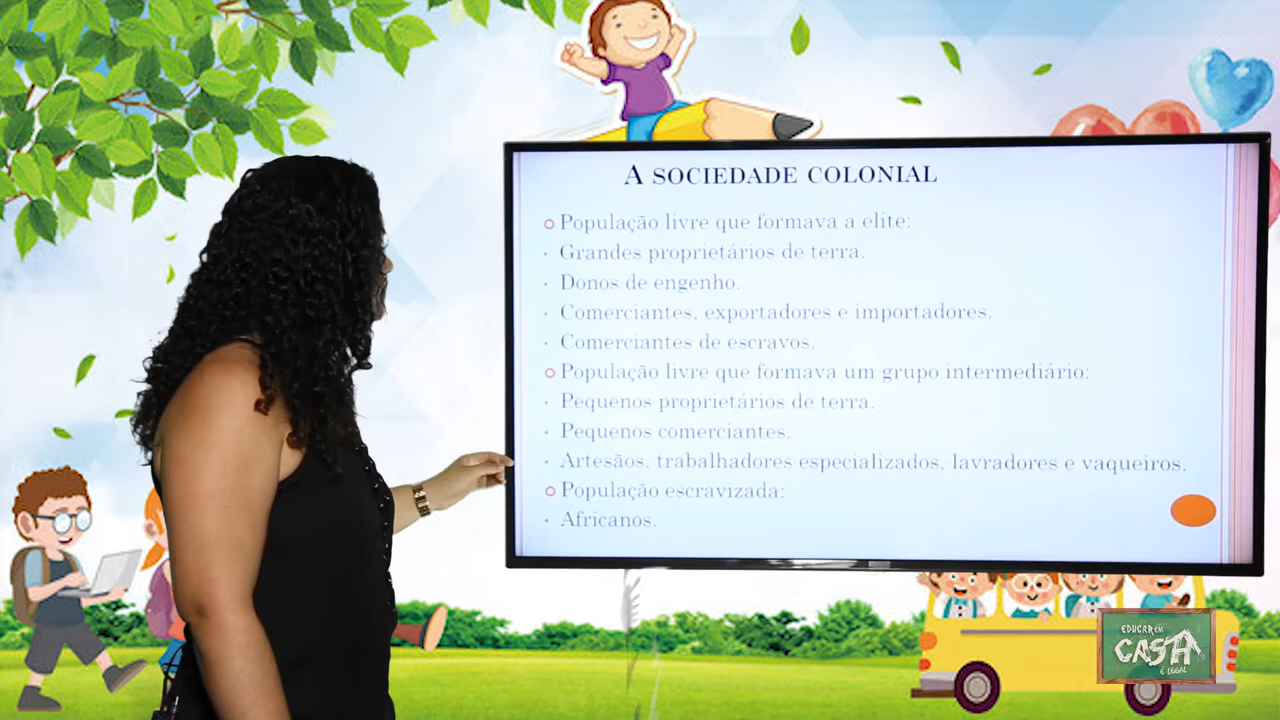 A SOCIEDADE COLONIAL
População livre que formava a elite:
Grandes proprietários de terra.
Donos de engenho.
Comerciantes, exportadores e importadores.
Comerciantes de escravos.
População livre que formava um grupo intermediário:
Pequenos proprietários de terra.
Pequenos comerciantes.
Artesãos, trabalhadores especializados, lavradores e vaqueiros.
População escravizada:
Africanos.
EDUCAR EM
CASA
É LEGAL